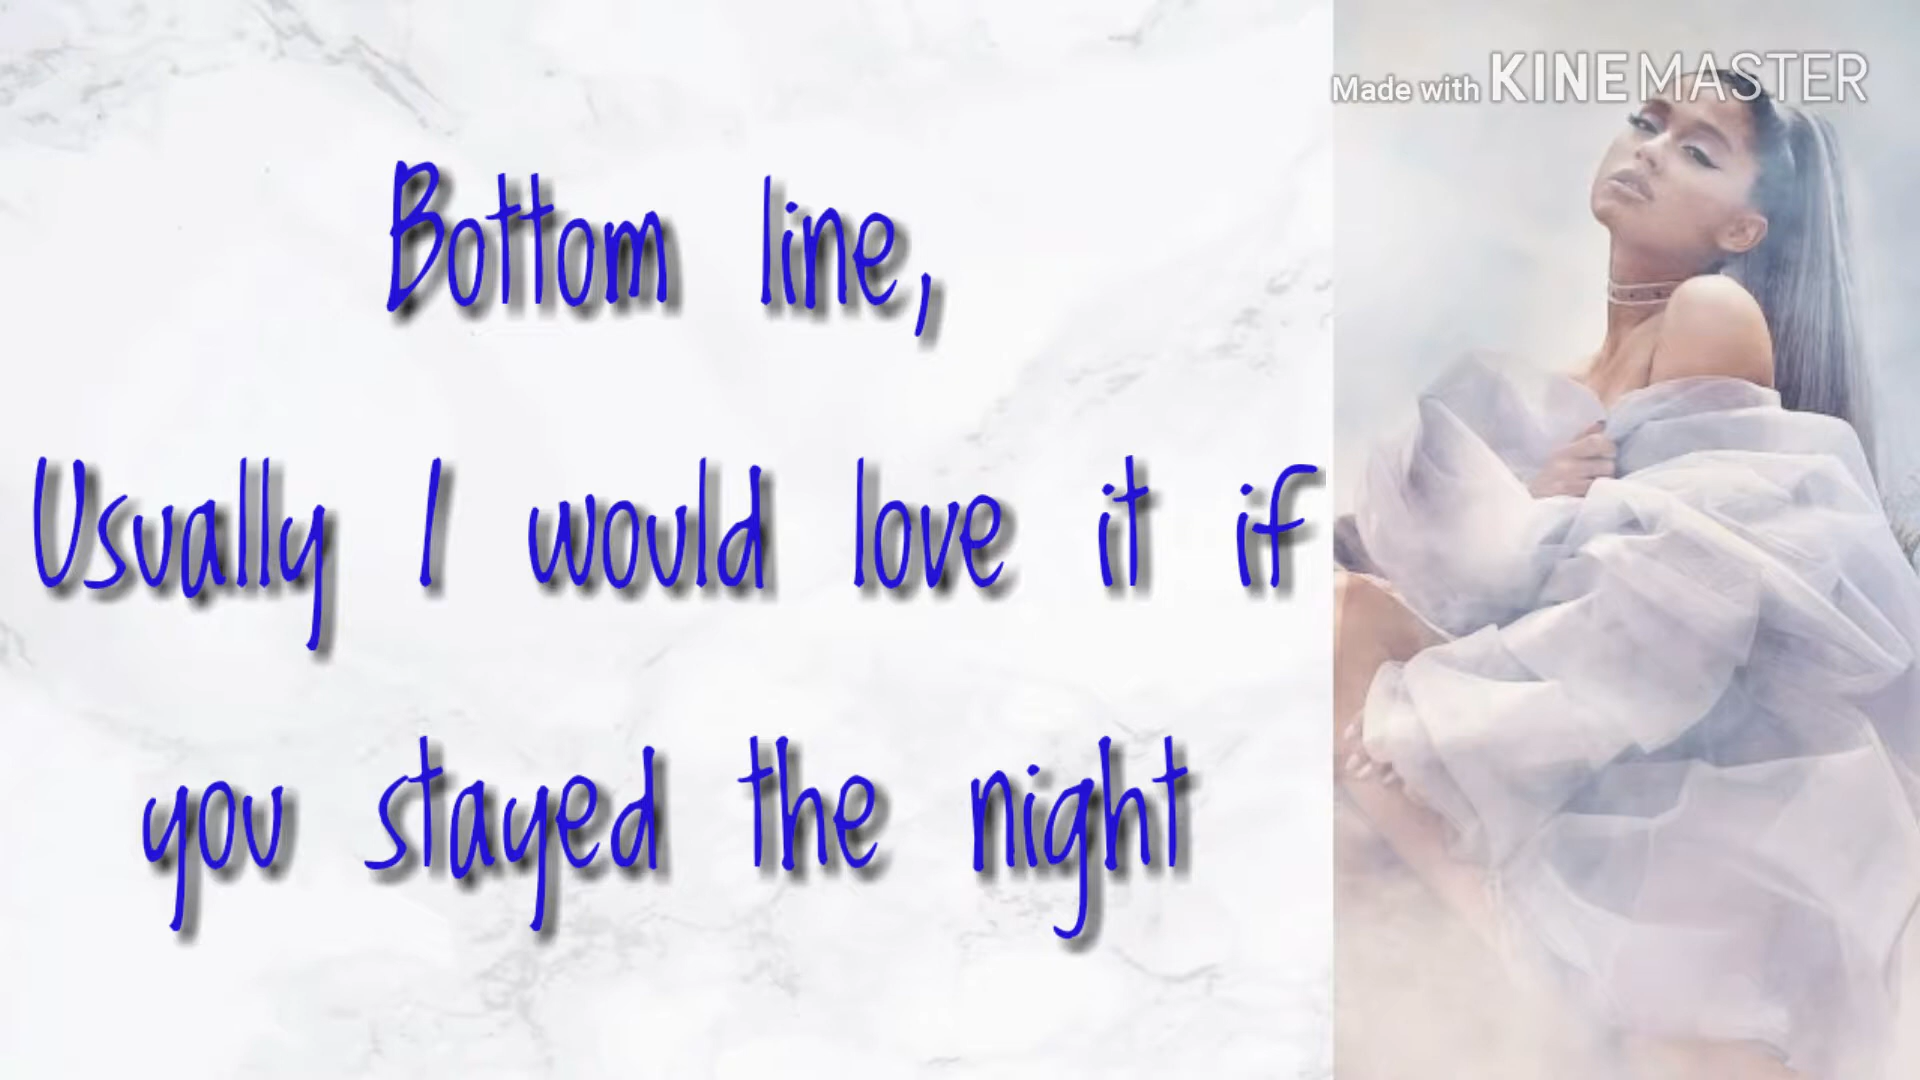 Made with KINEMASTER
Bottom line,
Usually I would love it if
you stayed the night